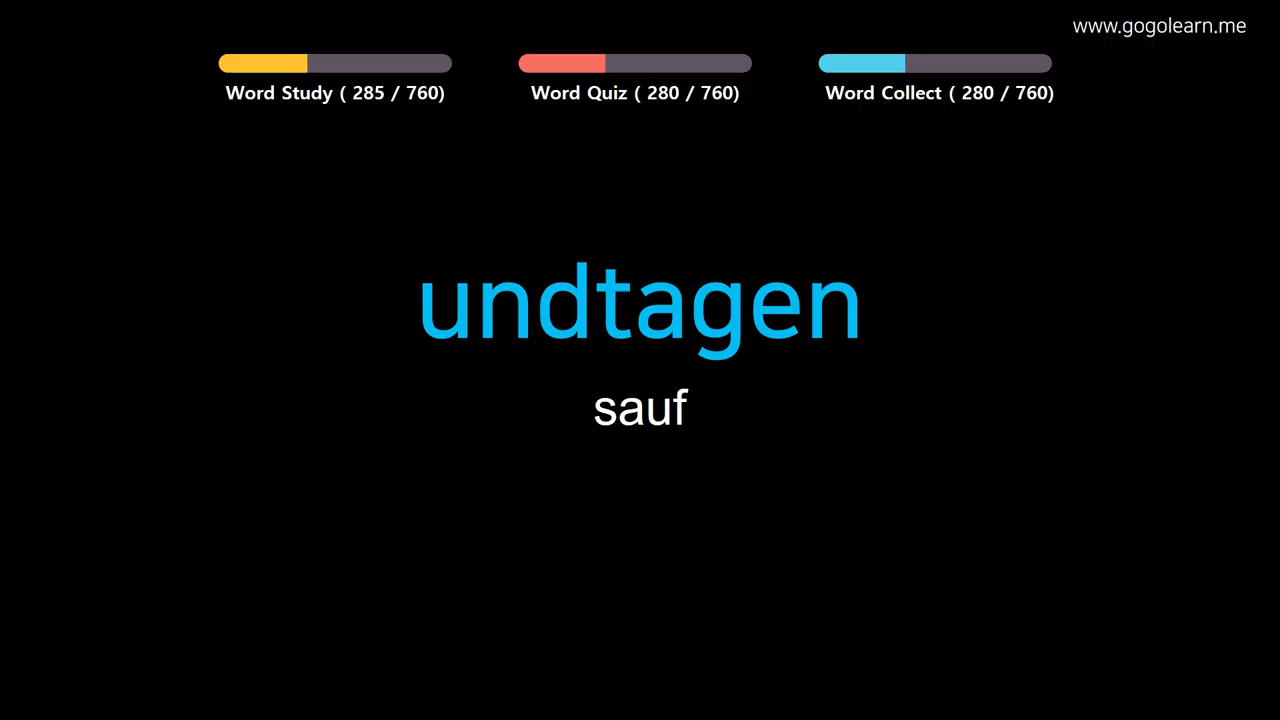 www.gogolearn.me
Word Study ( 285 / 760)
Word Quiz ( 280 / 760)
Word Collect ( 280 / 760)
undtagen
sauf